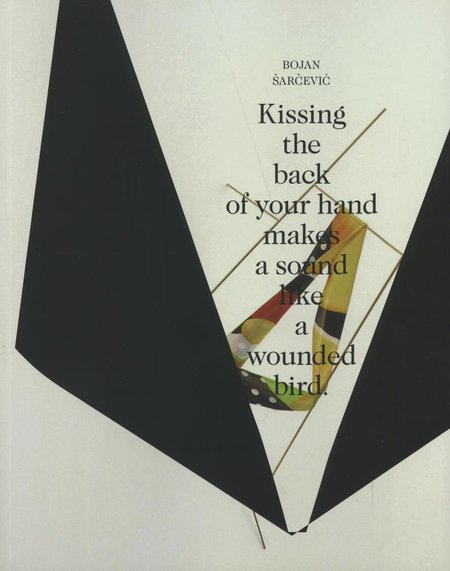 BOJAN
ŠARČEVIĆ
Kissing
the
back
of your hand
makes
a sound
like
a
wounded
bird.